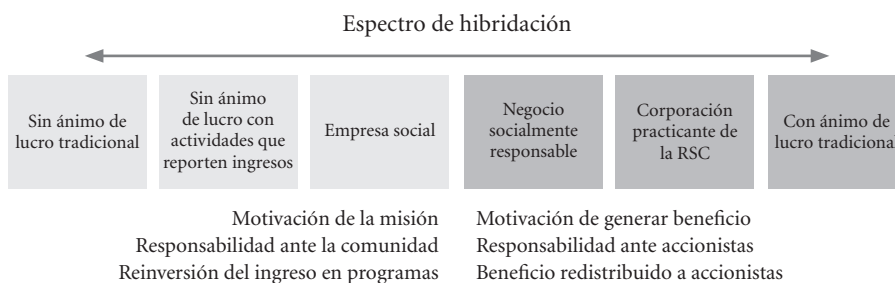 Espectro de hibridación
Sin ánimo de
lucro tradicional
Sin ánimo
de lucro con
actividades que
reporten ingresos
Empresa social
Negocio
socialmente
responsable
Corporación
practicante de
la RSC
Con ánimo de
lucro tradicional
Motivación de la misión
Responsabilidad ante la comunidad
Reinversión del ingreso en programas
Motivación de generar beneficio
Responsabilidad ante accionistas
Beneficio redistribuido a accionistas